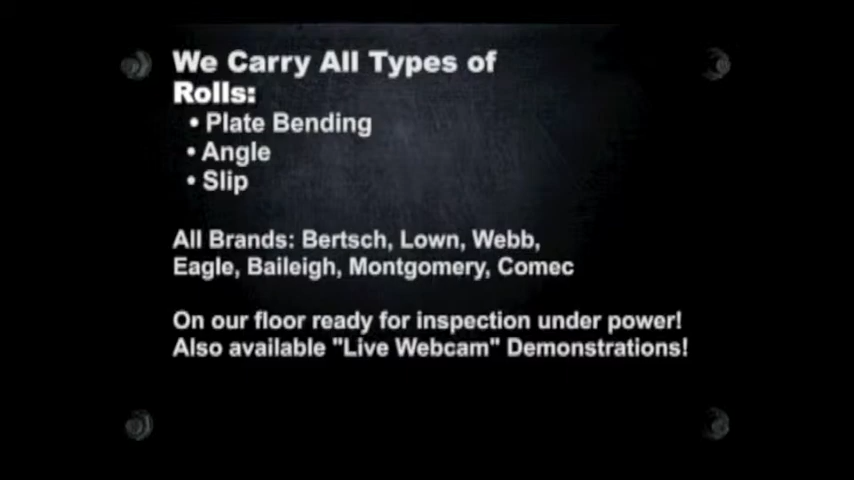 We Carry All Types of
Rolls:
• Plate Bending
• Angle
• Slip
All Brands: Bertsch, Lown, Webb,
Eagle, Baileigh, Montgomery, Comec
On our floor ready for inspection under power!
Also available "Live Webcam" Demonstrations!